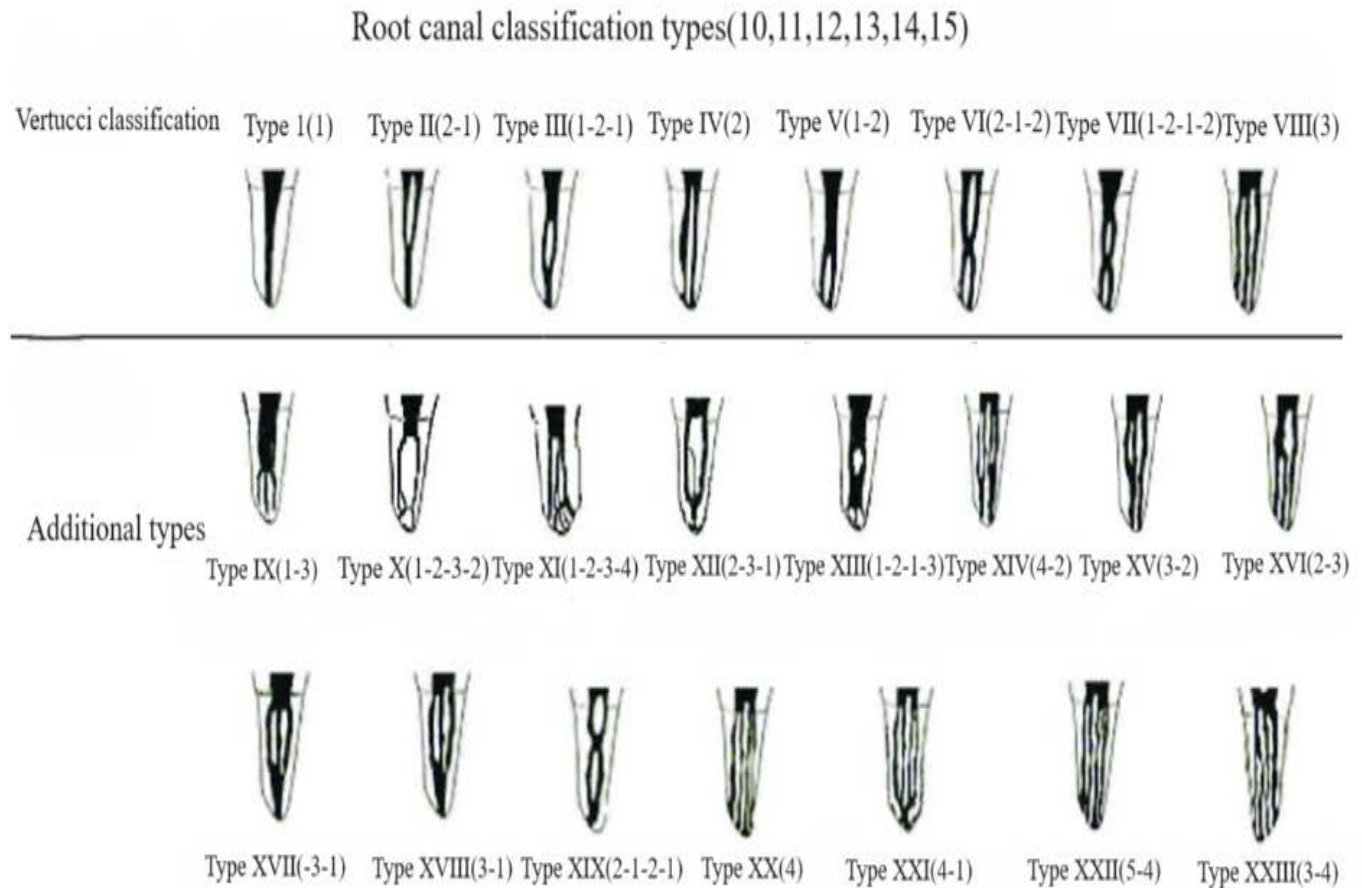 Root canal classification types(10,11,12,13,14,15)
Vertucci classification Type 1(1) Type II(2-1) Type III(1-2-1) Type IV(2) Type V(1-2) Type VI(2-1-2) Type VII(1-2-1-2) Type VIII(3)
Additional types
Type IX(1-3) Type X(1-2-3-2) Type XI(1-2-3-4) Type XII(2-3-1) Type XIII(1-2-1-3) Type XIV(4-2) Type XV(3-2) Type XVI(2-3)
Type XVII(-3-1) Type XVIII(3-1) Type XIX(2-1-2-1) Type XX(4) Type XXI(4-1) Type XXII(5-4) Type XXIII(3-4)